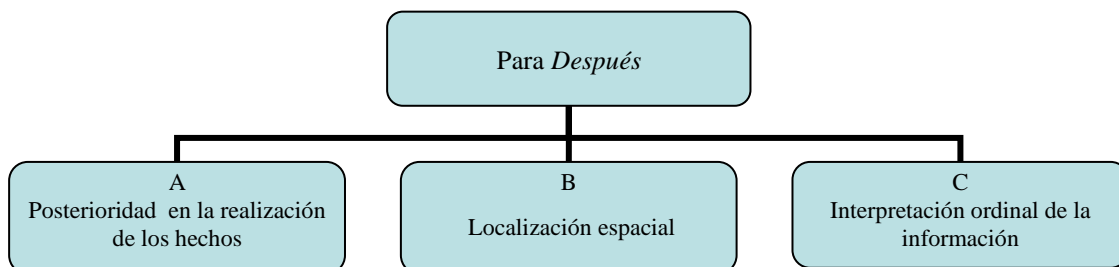 Para Después
A
Posterioridad en la realización
de los hechos
B
Localización espacial
C
Interpretación ordinal de la
información